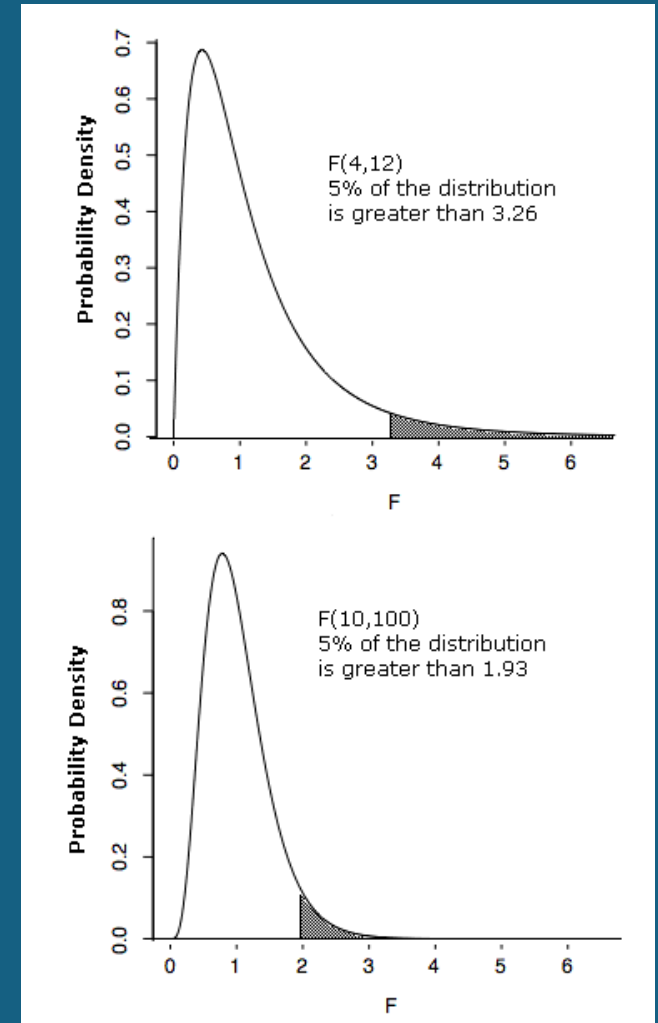 0.7
0.6
0.5
0.4
0.3
0.2
0.1
0.0
Probability Density
F(4,12)
5% of the distribution
is greater than 3.26
0 1 2 3 4 5 6
F
0.8
0.6
0.4
0.2
0.0
Probability Density
F(10,100)
5% of the distribution
is greater than 1.93
0 1 2 3 4 5 6
F